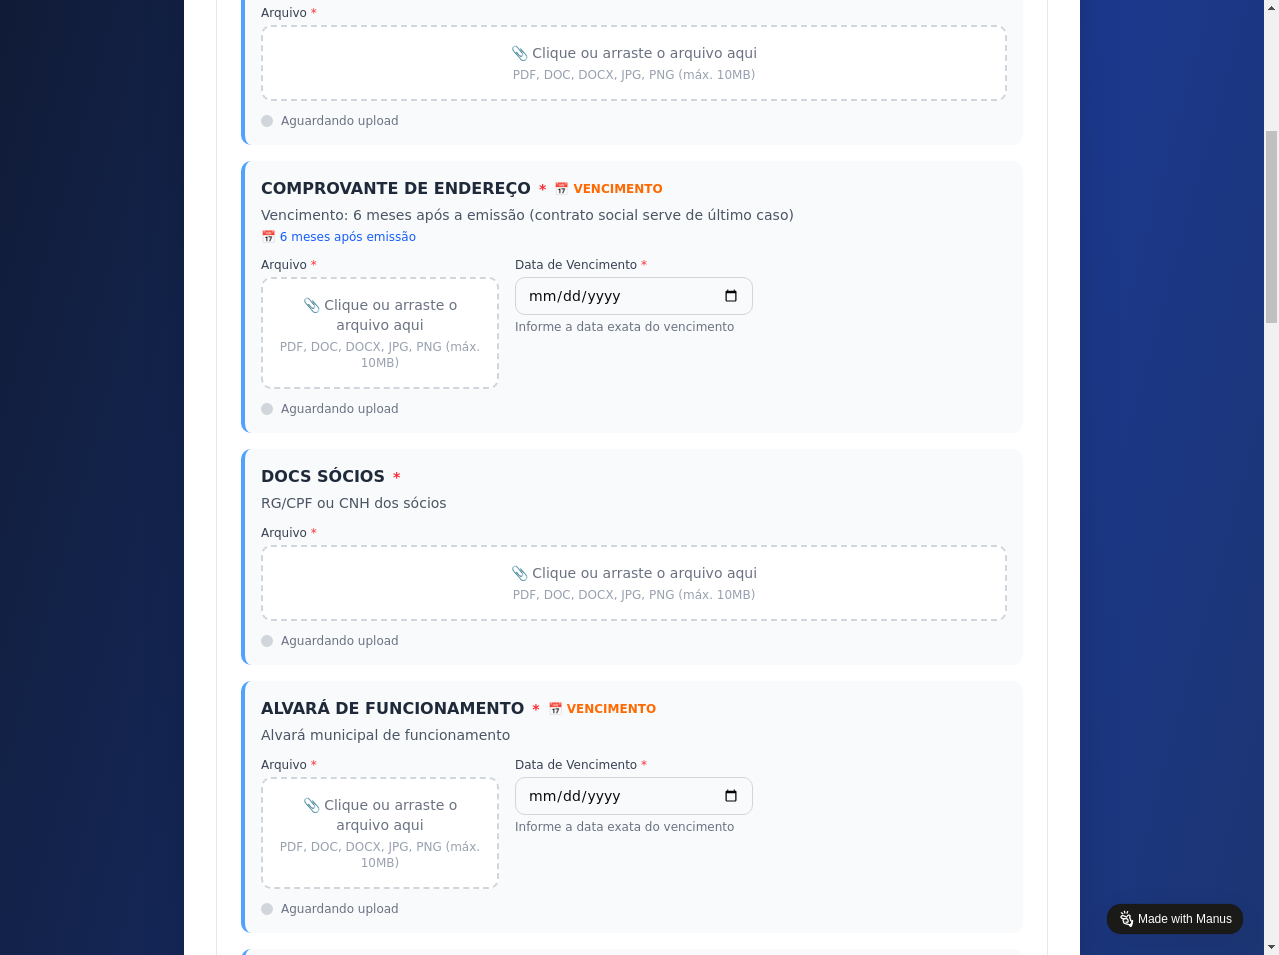 Arquivo *
📎 Clique ou arraste o arquivo aqui
PDF, DOC, DOCX, JPG, PNG (máx. 10MB)
Aguardando upload
COMPROVANTE DE ENDEREÇO * 📅 VENCIMENTO
Vencimento: 6 meses após a emissão (contrato social serve de último caso)
📅 6 meses após emissão
Arquivo *
📎 Clique ou arraste o
arquivo aqui
PDF, DOC, DOCX, JPG, PNG (máx.
10MB)
Data de Vencimento *
mm/dd/yyyy
Informe a data exata do vencimento
Aguardando upload
DOCS SÓCIOS *
RG/CPF ou CNH dos sócios
Arquivo *
📎 Clique ou arraste o arquivo aqui
PDF, DOC, DOCX, JPG, PNG (máx. 10MB)
Aguardando upload
ALVARÁ DE FUNCIONAMENTO * 📅 VENCIMENTO
Alvará municipal de funcionamento
Arquivo *
📎 Clique ou arraste o
arquivo aqui
PDF, DOC, DOCX, JPG, PNG (máx.
10MB)
Data de Vencimento *
mm/dd/yyyy
Informe a data exata do vencimento
Aguardando upload
Made with Manus